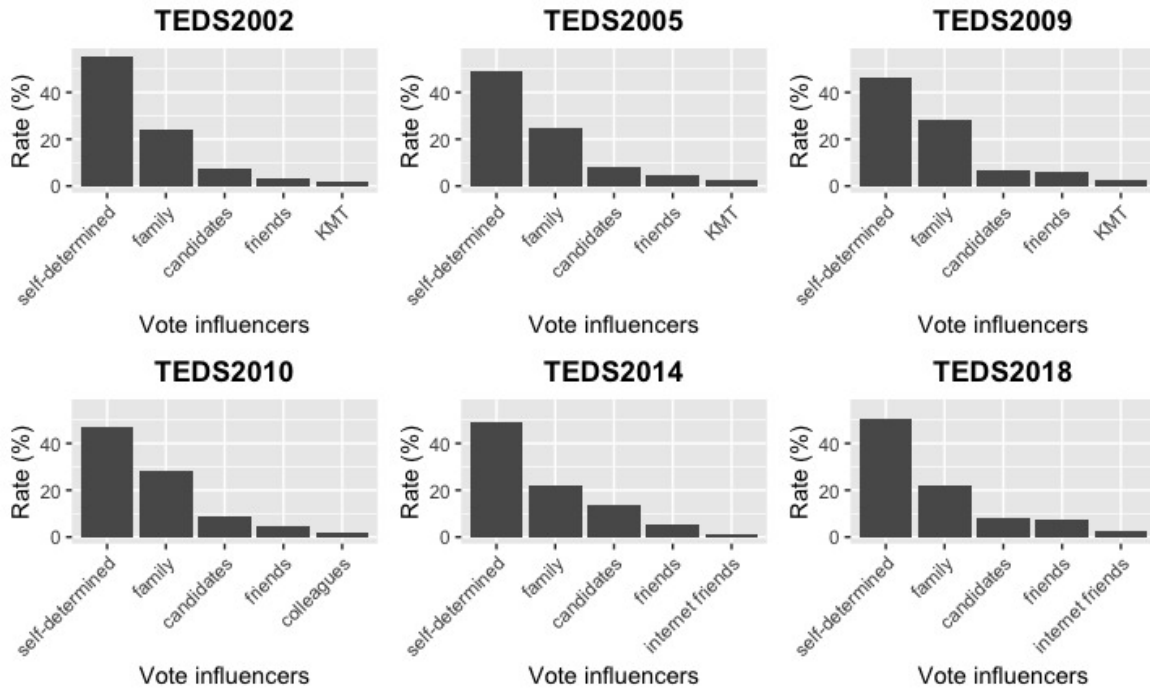 TEDS2002
Rate (%)
40
20
0
self-determined
family
candidates
friends
KMT
Vote influencers
TEDS2005
Rate (%)
40
20
0
self-determined
family
candidates
friends
KMT
Vote influencers
TEDS2009
Rate (%)
40
20
0
self-determined
family
candidates
friends
KMT
Vote influencers
TEDS2010
Rate (%)
40
20
0
self-determined
family
candidates
friends
colleagues
Vote influencers
TEDS2014
Rate (%)
40
20
0
self-determined
family
candidates
friends
internet friends
Vote influencers
TEDS2018
Rate (%)
40
20
0
self-determined
family
candidates
friends
internet friends
Vote influencers